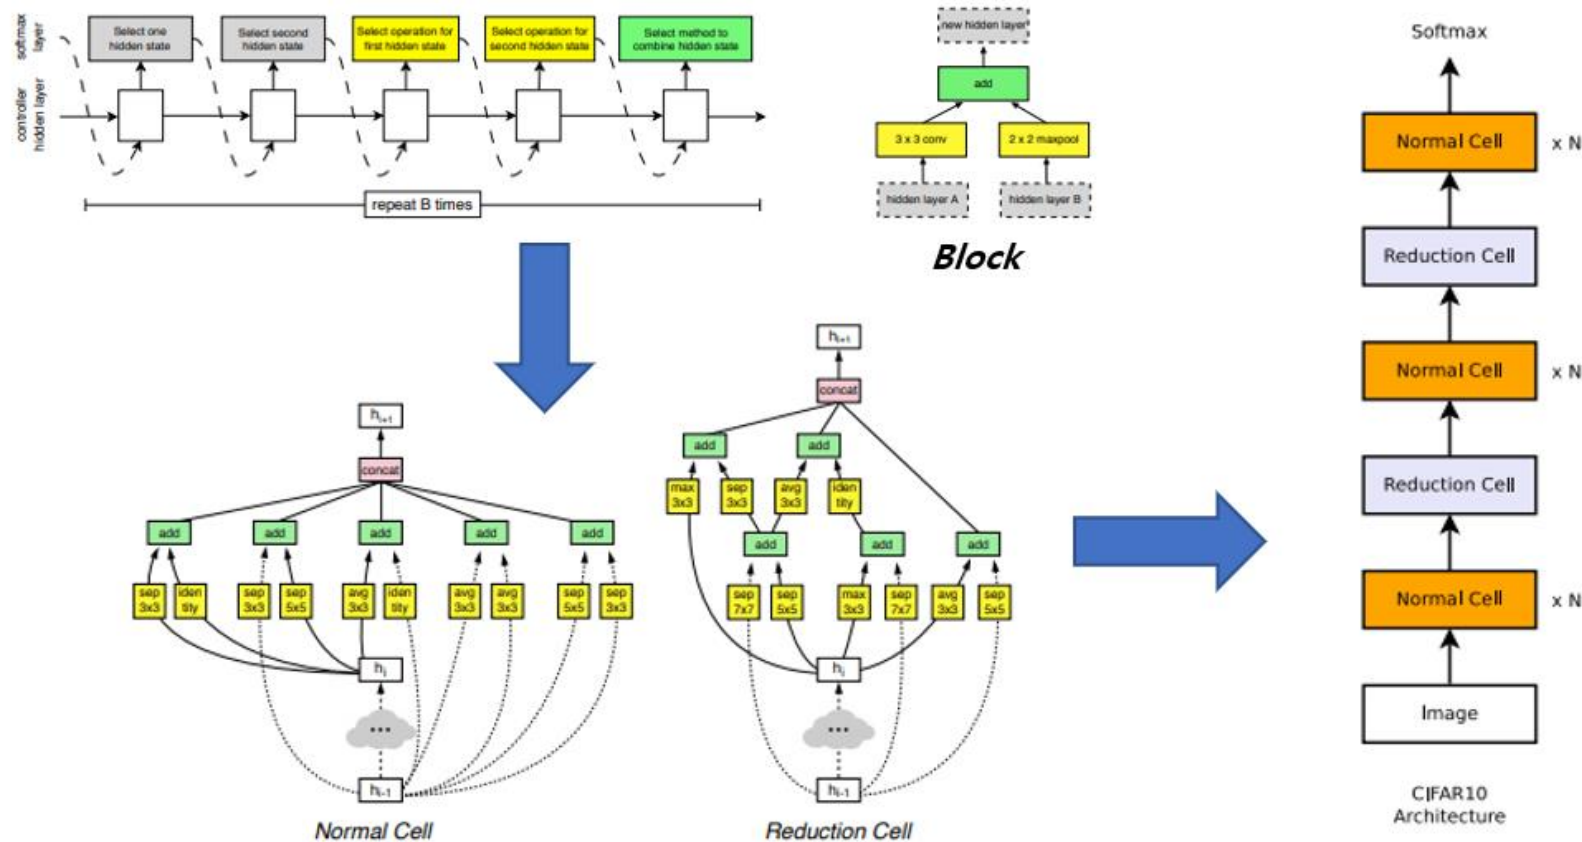 softmax
layer
controller
hidden layer
Select one
hidden state
Select second
hidden state
Select operation for
first hidden state
Select operation for
second hidden state
Select method to
combine hidden state
repeat B times
new hidden layer
add
3 x 3 conv
2 x 2 maxpool
hidden layer A
hidden layer B
Block
hi+1
concat
add
add
add
add
add
sep
3x3
iden
tity
sep
3x3
sep
5x5
avg
3x3
iden
tity
avg
3x3
avg
3x3
sep
5x5
sep
3x3
hi
...
hi-1
Normal Cell
hi+1
concat
add
add
max
3x3
sep
3x3
avg
3x3
iden
tity
add
add
add
sep
7x7
sep
5x5
max
3x3
sep
7x7
avg
3x3
sep
5x5
hi
...
hi-1
Reduction Cell
Softmax
Normal Cell x N
Reduction Cell
Normal Cell x N
Reduction Cell
Normal Cell x N
Image
CIFAR10
Architecture